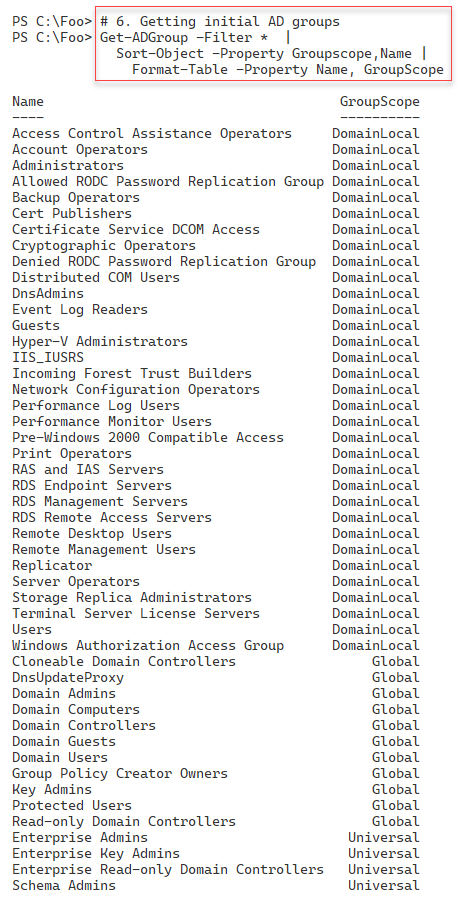 PS C:\Foo> # 6. Getting initial AD groups
PS C:\Foo> Get-ADGroup -Filter * |
Sort-Object -Property Groupscope,Name |
Format-Table -Property Name, GroupScope
Name GroupScope
---- ----------
Access Control Assistance Operators DomainLocal
Account Operators DomainLocal
Administrators DomainLocal
Allowed RODC Password Replication Group DomainLocal
Backup Operators DomainLocal
Cert Publishers DomainLocal
Certificate Service DCOM Access DomainLocal
Cryptographic Operators DomainLocal
Denied RODC Password Replication Group DomainLocal
Distributed COM Users DomainLocal
DnsAdmins DomainLocal
Event Log Readers DomainLocal
Guests DomainLocal
Hyper-V Administrators DomainLocal
IIS_IUSRS DomainLocal
Incoming Forest Trust Builders DomainLocal
Network Configuration Operators DomainLocal
Performance Log Users DomainLocal
Performance Monitor Users DomainLocal
Pre-Windows 2000 Compatible Access DomainLocal
Print Operators DomainLocal
RAS and IAS Servers DomainLocal
RDS Endpoint Servers DomainLocal
RDS Management Servers DomainLocal
RDS Remote Access Servers DomainLocal
Remote Desktop Users DomainLocal
Remote Management Users DomainLocal
Replicator DomainLocal
Server Operators DomainLocal
Storage Replica Administrators DomainLocal
Terminal Server License Servers DomainLocal
Users DomainLocal
Windows Authorization Access Group DomainLocal
Cloneable Domain Controllers Global
DnsUpdateProxy Global
Domain Admins Global
Domain Computers Global
Domain Controllers Global
Domain Guests Global
Domain Users Global
Group Policy Creator Owners Global
Key Admins Global
Protected Users Global
Read-only Domain Controllers Global
Enterprise Admins Universal
Enterprise Key Admins Universal
Enterprise Read-only Domain Controllers Universal
Schema Admins Universal